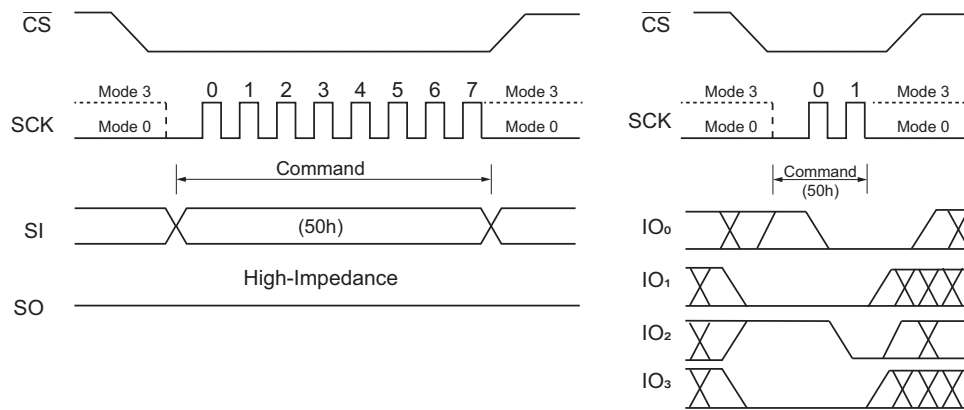 CS
Mode 3
SCK
Mode 0
0 1 2 3 4 5 6 7
Mode 3
Mode 0
Command
SI
(50h)
High-Impedance
SO
CS
Mode 3
SCK
Mode 0
0 1
Mode 3
Mode 0
Command
(50h)
IO₀
IO₁
IO₂
IO₃